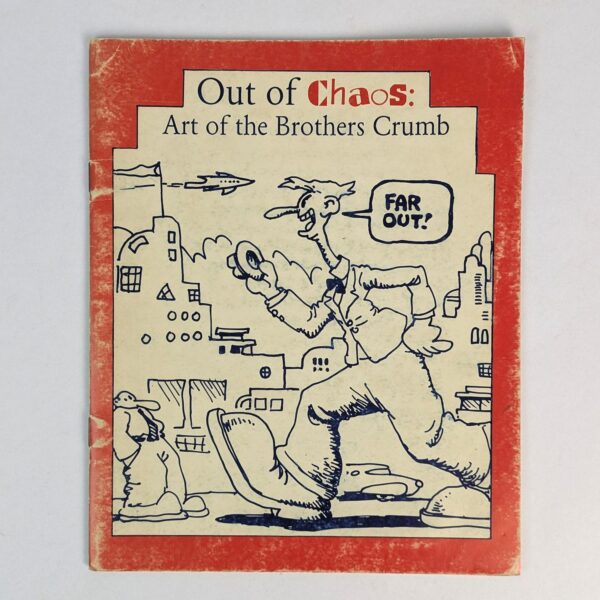 Out of Chaos:
Art of the Brothers Crumb
FAR
OUT!